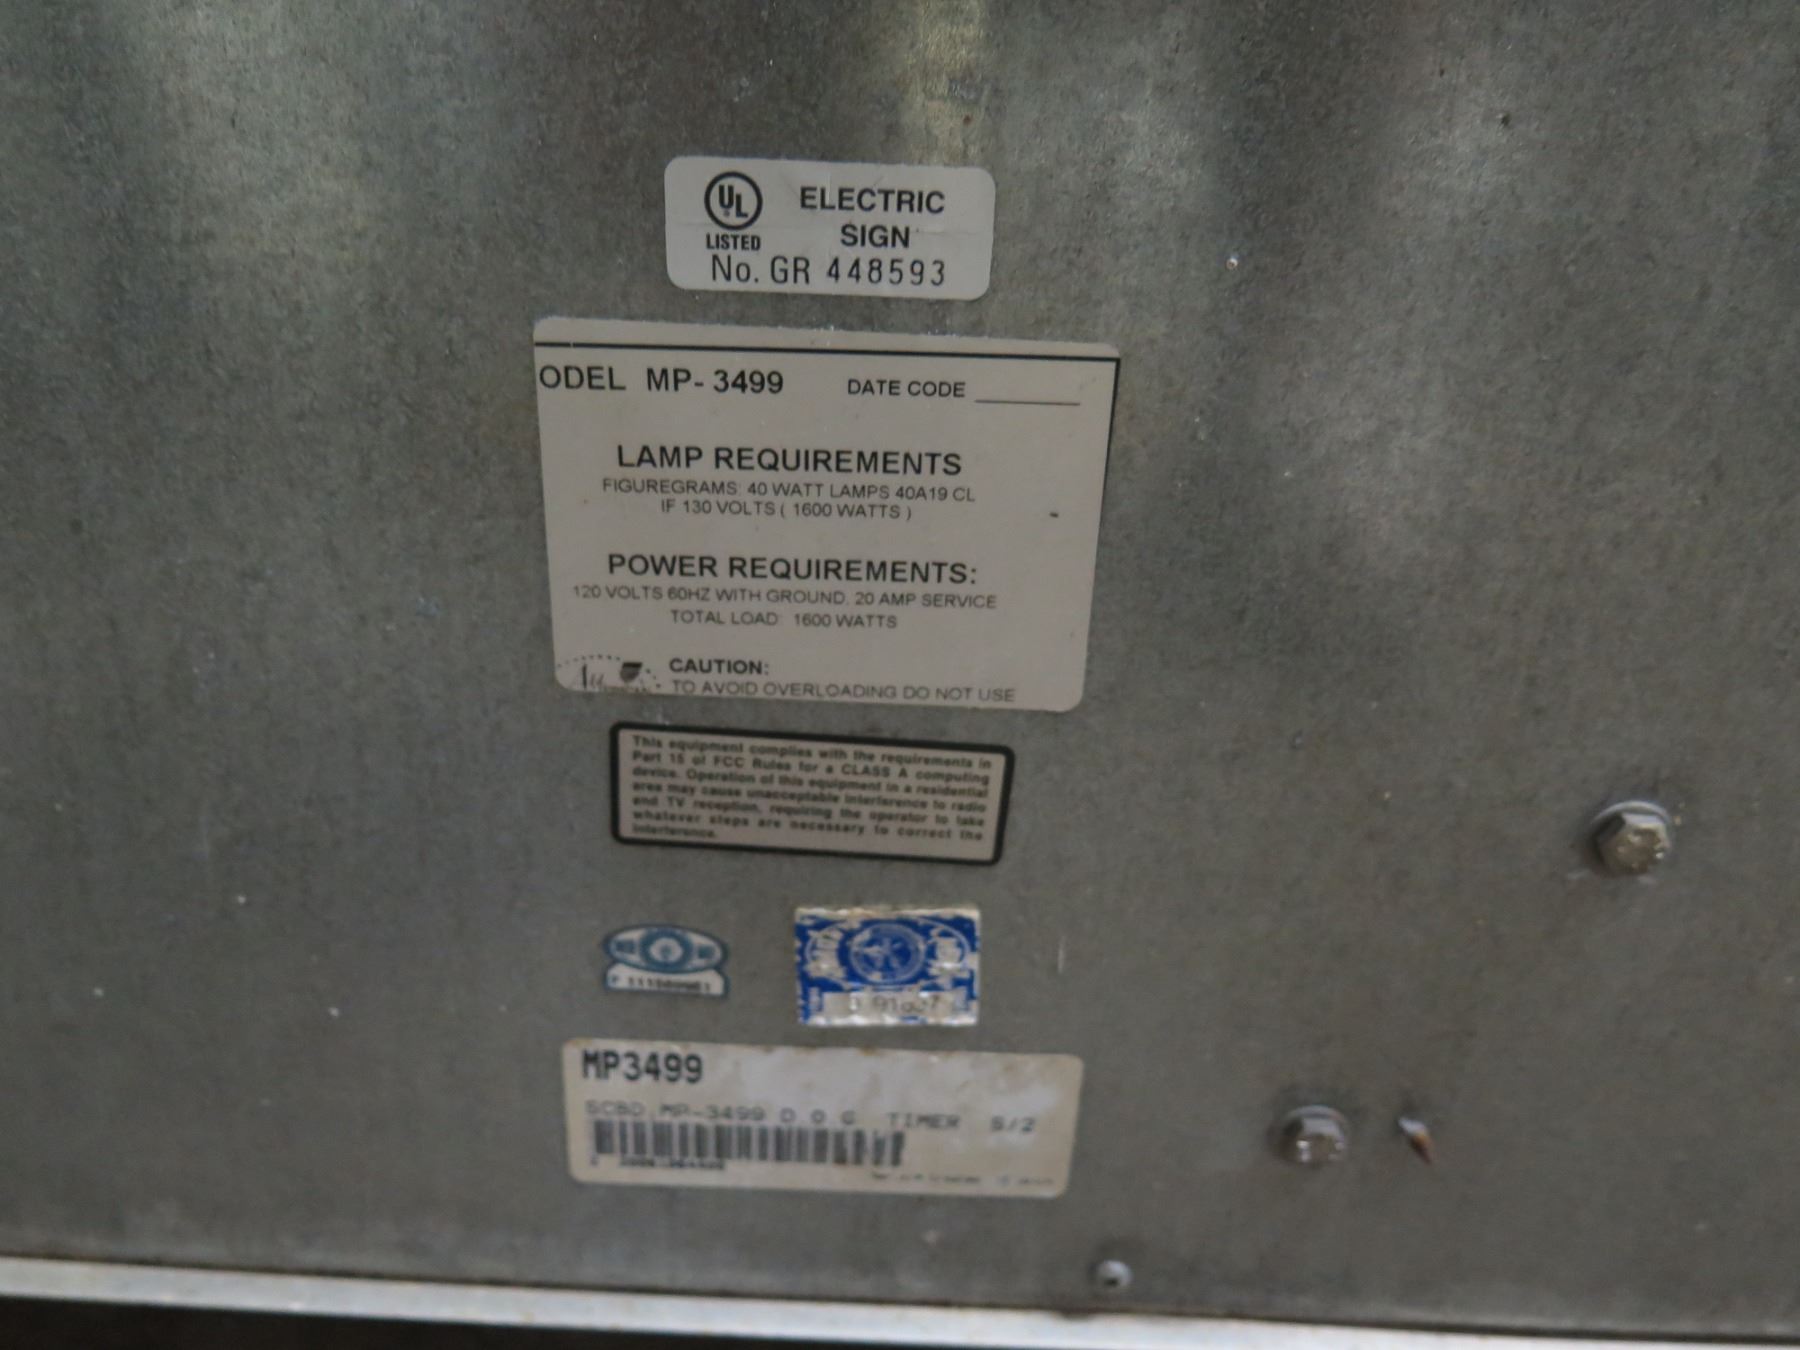 UL
LISTED
ELECTRIC
SIGN
No. GR 448593
ODEL MP-3499 DATE CODE
LAMP REQUIREMENTS
FIGUREGRAMS: 40 WATT LAMPS 40A19 CL
IF 130 VOLTS ( 1600 WATTS )
POWER REQUIREMENTS:
120 VOLTS 60HZ WITH GROUND. 20 AMP SERVICE
TOTAL LOAD: 1600 WATTS
CAUTION:
TO AVOID OVERLOADING DO NOT USE
This equipment complies with the requirements in
Part 15 of FCC Rules for a CLASS A computing
device. Operation of this equipment in a residential
area may cause unacceptable interference to radio
and TV reception, requiring the operator to take
whatever steps are necessary to correct the
interference.
MP3499
SCBD, MP-3499 D.O.G. TIMER S/2